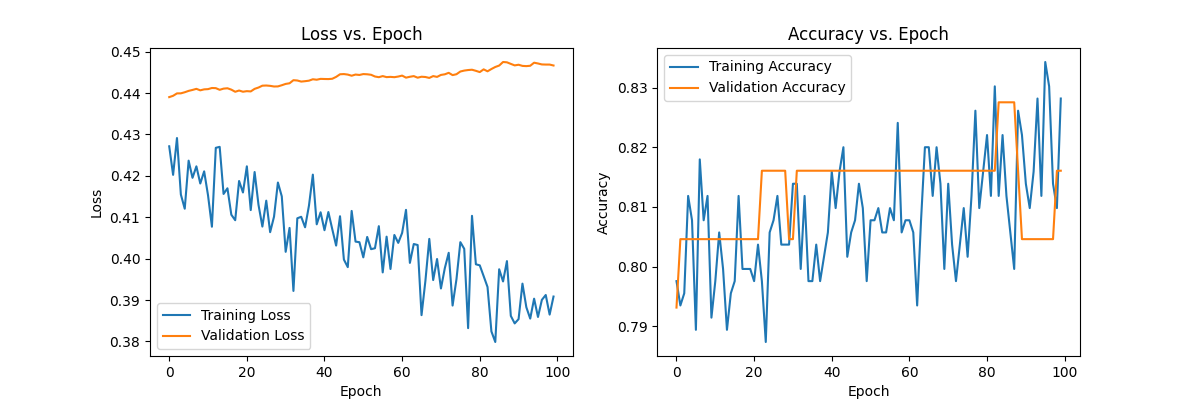 Loss vs. Epoch
0.45
0.44
0.43
0.42
0.41
0.40
0.39
0.38
Loss
Training Loss
Validation Loss
0 20 40 60 80 100
Epoch
Accuracy vs. Epoch
Training Accuracy
Validation Accuracy
0.83
0.82
0.81
0.80
0.79
Accuracy
0 20 40 60 80 100
Epoch